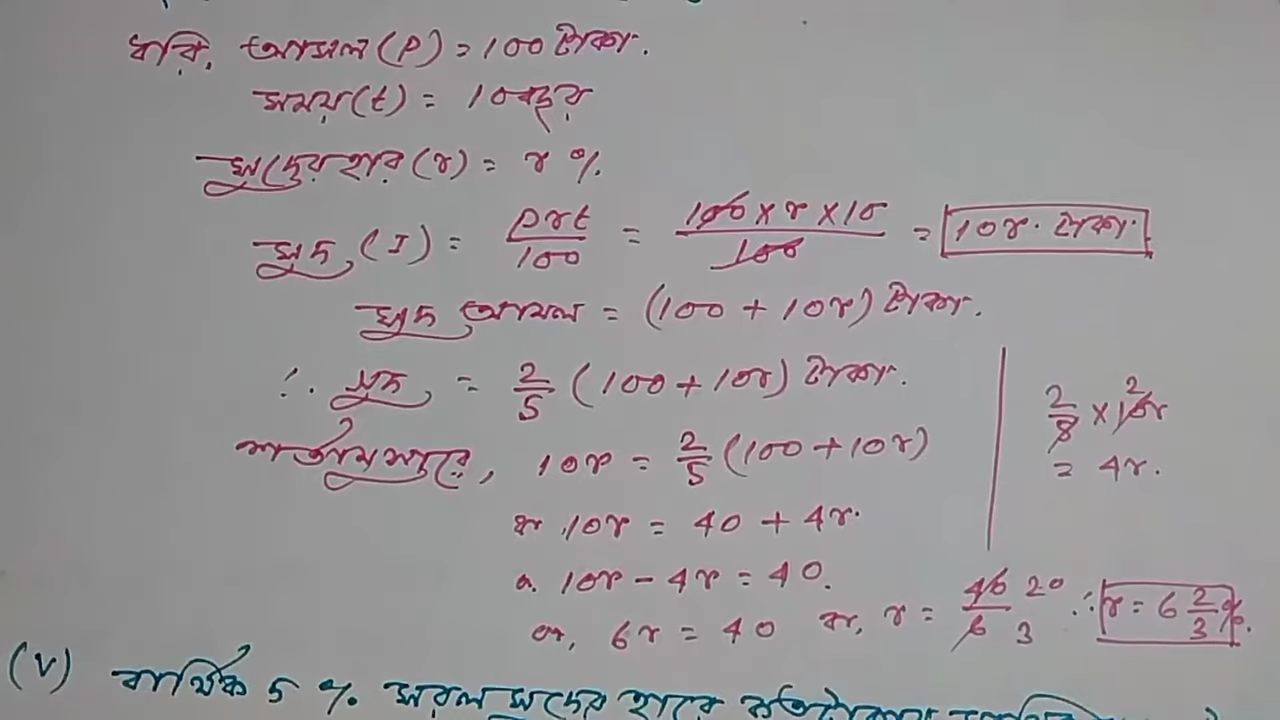 ধরি, আসল (P) = 100 টাকা.
সময় (t) = 10 বছর
সুদের হার (r) = r %.
সুদ (I) = prt/100 = 100 × r × 10/100 = 10r. টাকা.
সুদ আসল = (100 + 10r) টাকা.
∴ সুদ = 2/5 (100 + 10r) টাকা.
শর্তানুসারে, 10r = 2/5 (100 + 10r)
বা 10r = 40 + 4r.
বা. 10r - 4r = 40.
বা, 6r = 40 বা, r = 40/6 20/3 ∴ r = 6 2/3 %.
2/5 × 10r 2
= 4r.
(V) বার্ষিক 5 % সরল সুদের হারে কত টাকার